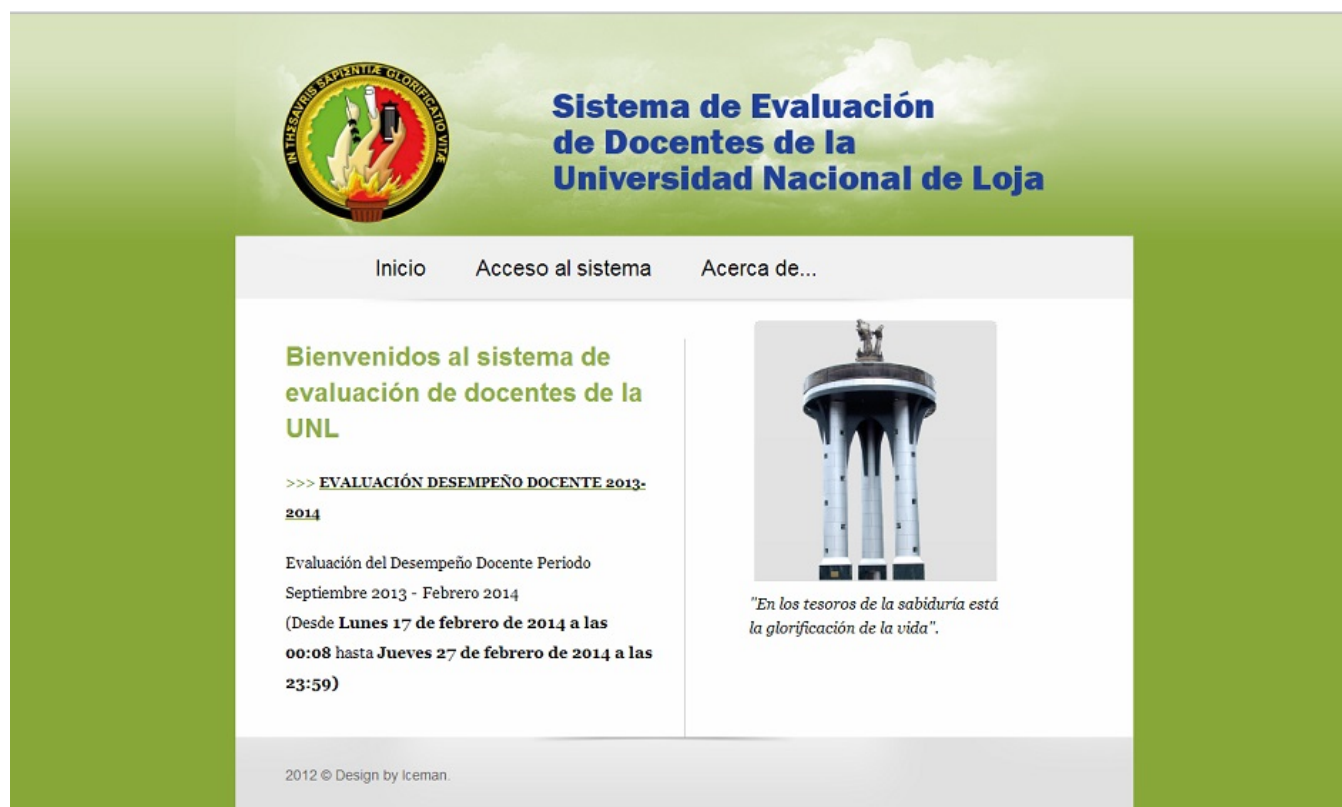 IN THESAVRIS SAPIENTIÆ GLORIFICATIO VITÆ
Sistema de Evaluación
de Docentes de la
Universidad Nacional de Loja
Inicio Acceso al sistema Acerca de...
Bienvenidos al sistema de
evaluación de docentes de la
UNL
>>> EVALUACIÓN DESEMPEÑO DOCENTE 2013-
2014
Evaluación del Desempeño Docente Periodo
Septiembre 2013 - Febrero 2014
(Desde Lunes 17 de febrero de 2014 a las
00:08 hasta Jueves 27 de febrero de 2014 a las
23:59)
"En los tesoros de la sabiduría está
la glorificación de la vida".
2012 © Design by Iceman.